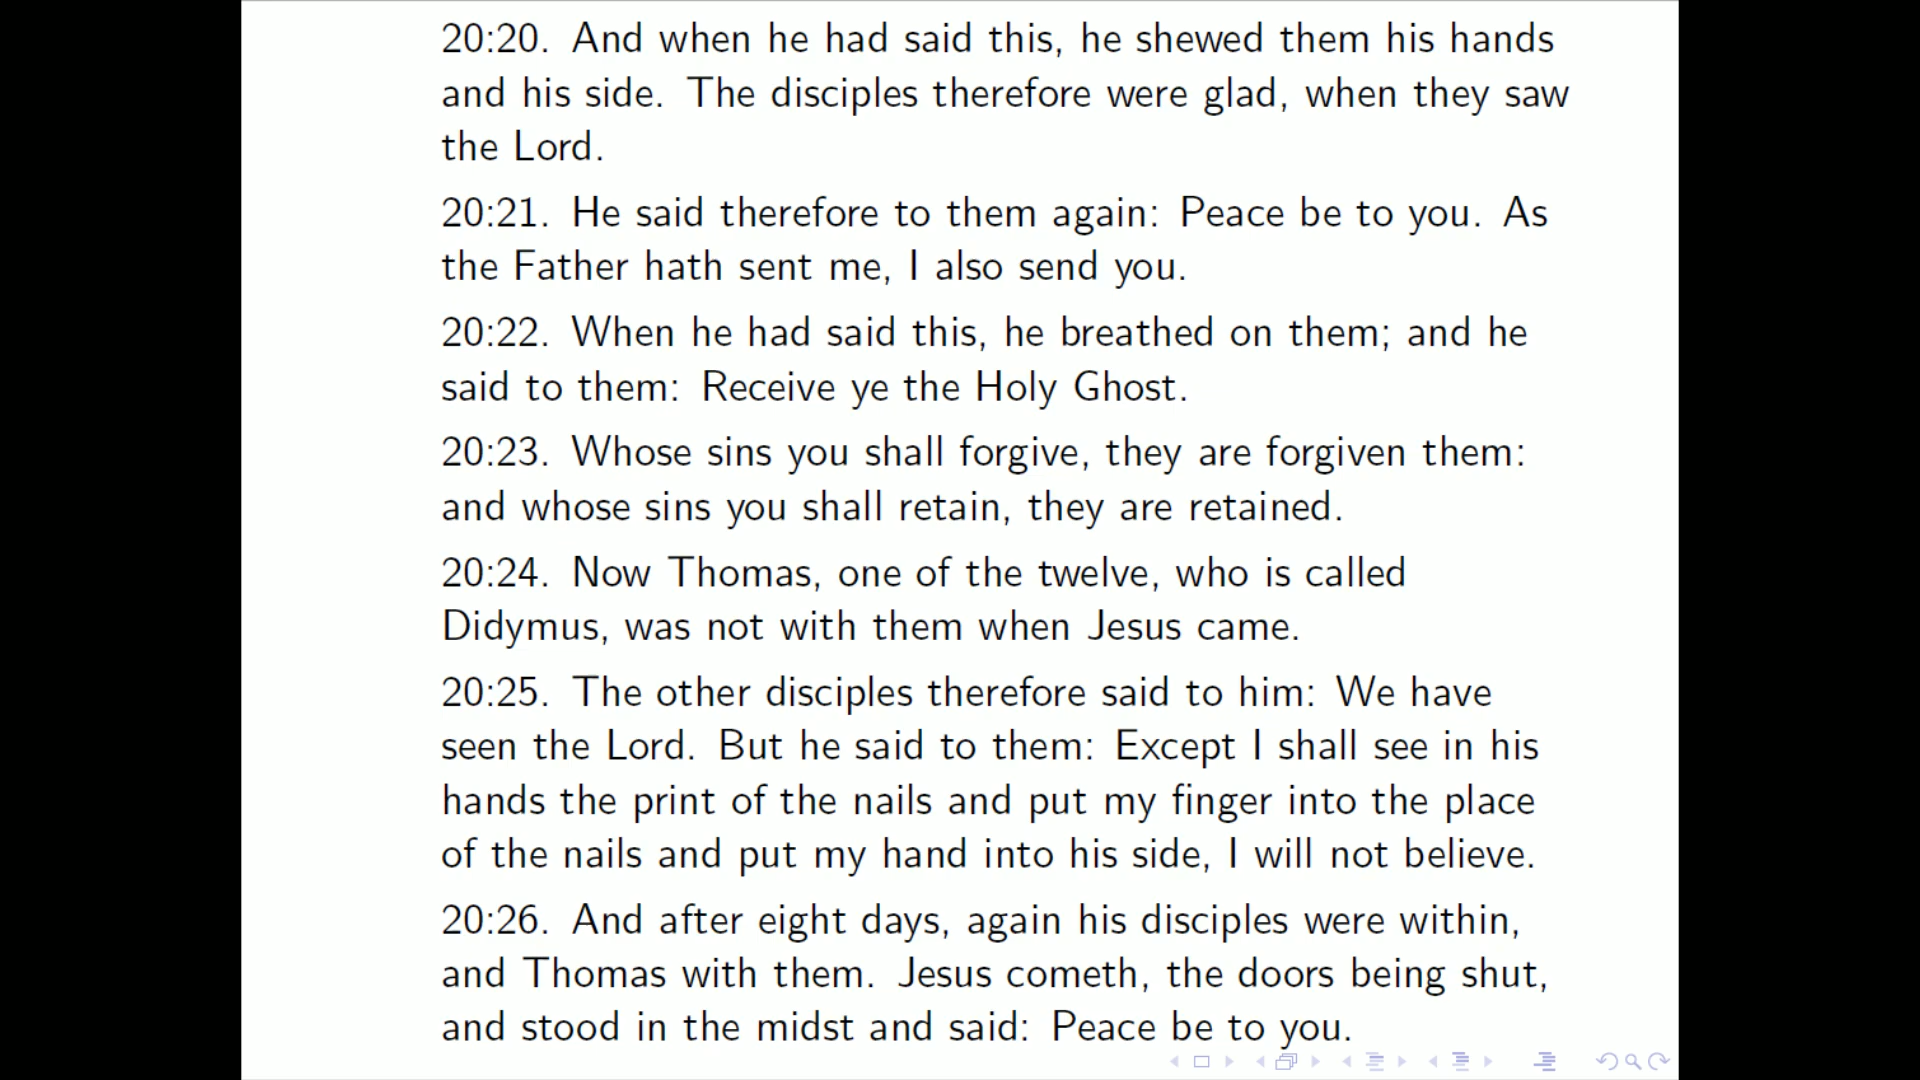 20:20. And when he had said this, he shewed them his hands
and his side. The disciples therefore were glad, when they saw
the Lord.
20:21. He said therefore to them again: Peace be to you. As
the Father hath sent me, I also send you.
20:22. When he had said this, he breathed on them; and he
said to them: Receive ye the Holy Ghost.
20:23. Whose sins you shall forgive, they are forgiven them:
and whose sins you shall retain, they are retained.
20:24. Now Thomas, one of the twelve, who is called
Didymus, was not with them when Jesus came.
20:25. The other disciples therefore said to him: We have
seen the Lord. But he said to them: Except I shall see in his
hands the print of the nails and put my finger into the place
of the nails and put my hand into his side, I will not believe.
20:26. And after eight days, again his disciples were within,
and Thomas with them. Jesus cometh, the doors being shut,
and stood in the midst and said: Peace be to you.